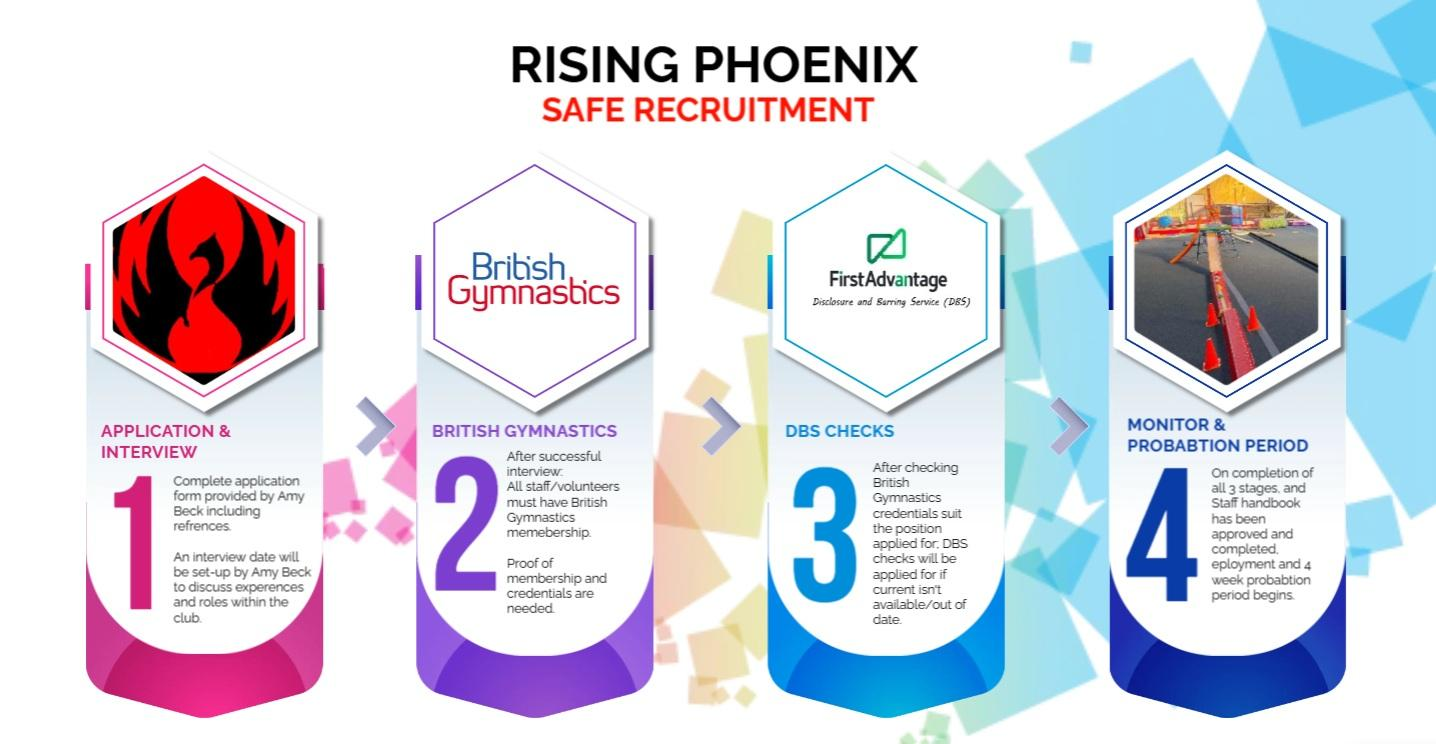 RISING PHOENIX
SAFE RECRUITMENT
APPLICATION &
INTERVIEW
1
Complete application
form provided by Amy
Beck including
refrences.
An interview date will
be set-up by Amy Beck
to discuss experences
and roles within the
club.
British
Gymnastics
BRITISH GYMNASTICS
2
After successful
interview:
All staff/volunteers
must have British
Gymnastics
memebership.
Proof of
membership and
credentials are
needed.
First Advantage
Disclosure and Barring Service (DBS)
DBS CHECKS
3
After checking
British
Gymnastics
credentials suit
the position
applied for; DBS
checks will be
applied for if
current isn't
available/out of
date.
MONITOR &
PROBABTION PERIOD
4
On completion of
all 3 stages, and
Staff handbook
has been
approved and
completed,
eployment and 4
week probabtion
period begins.